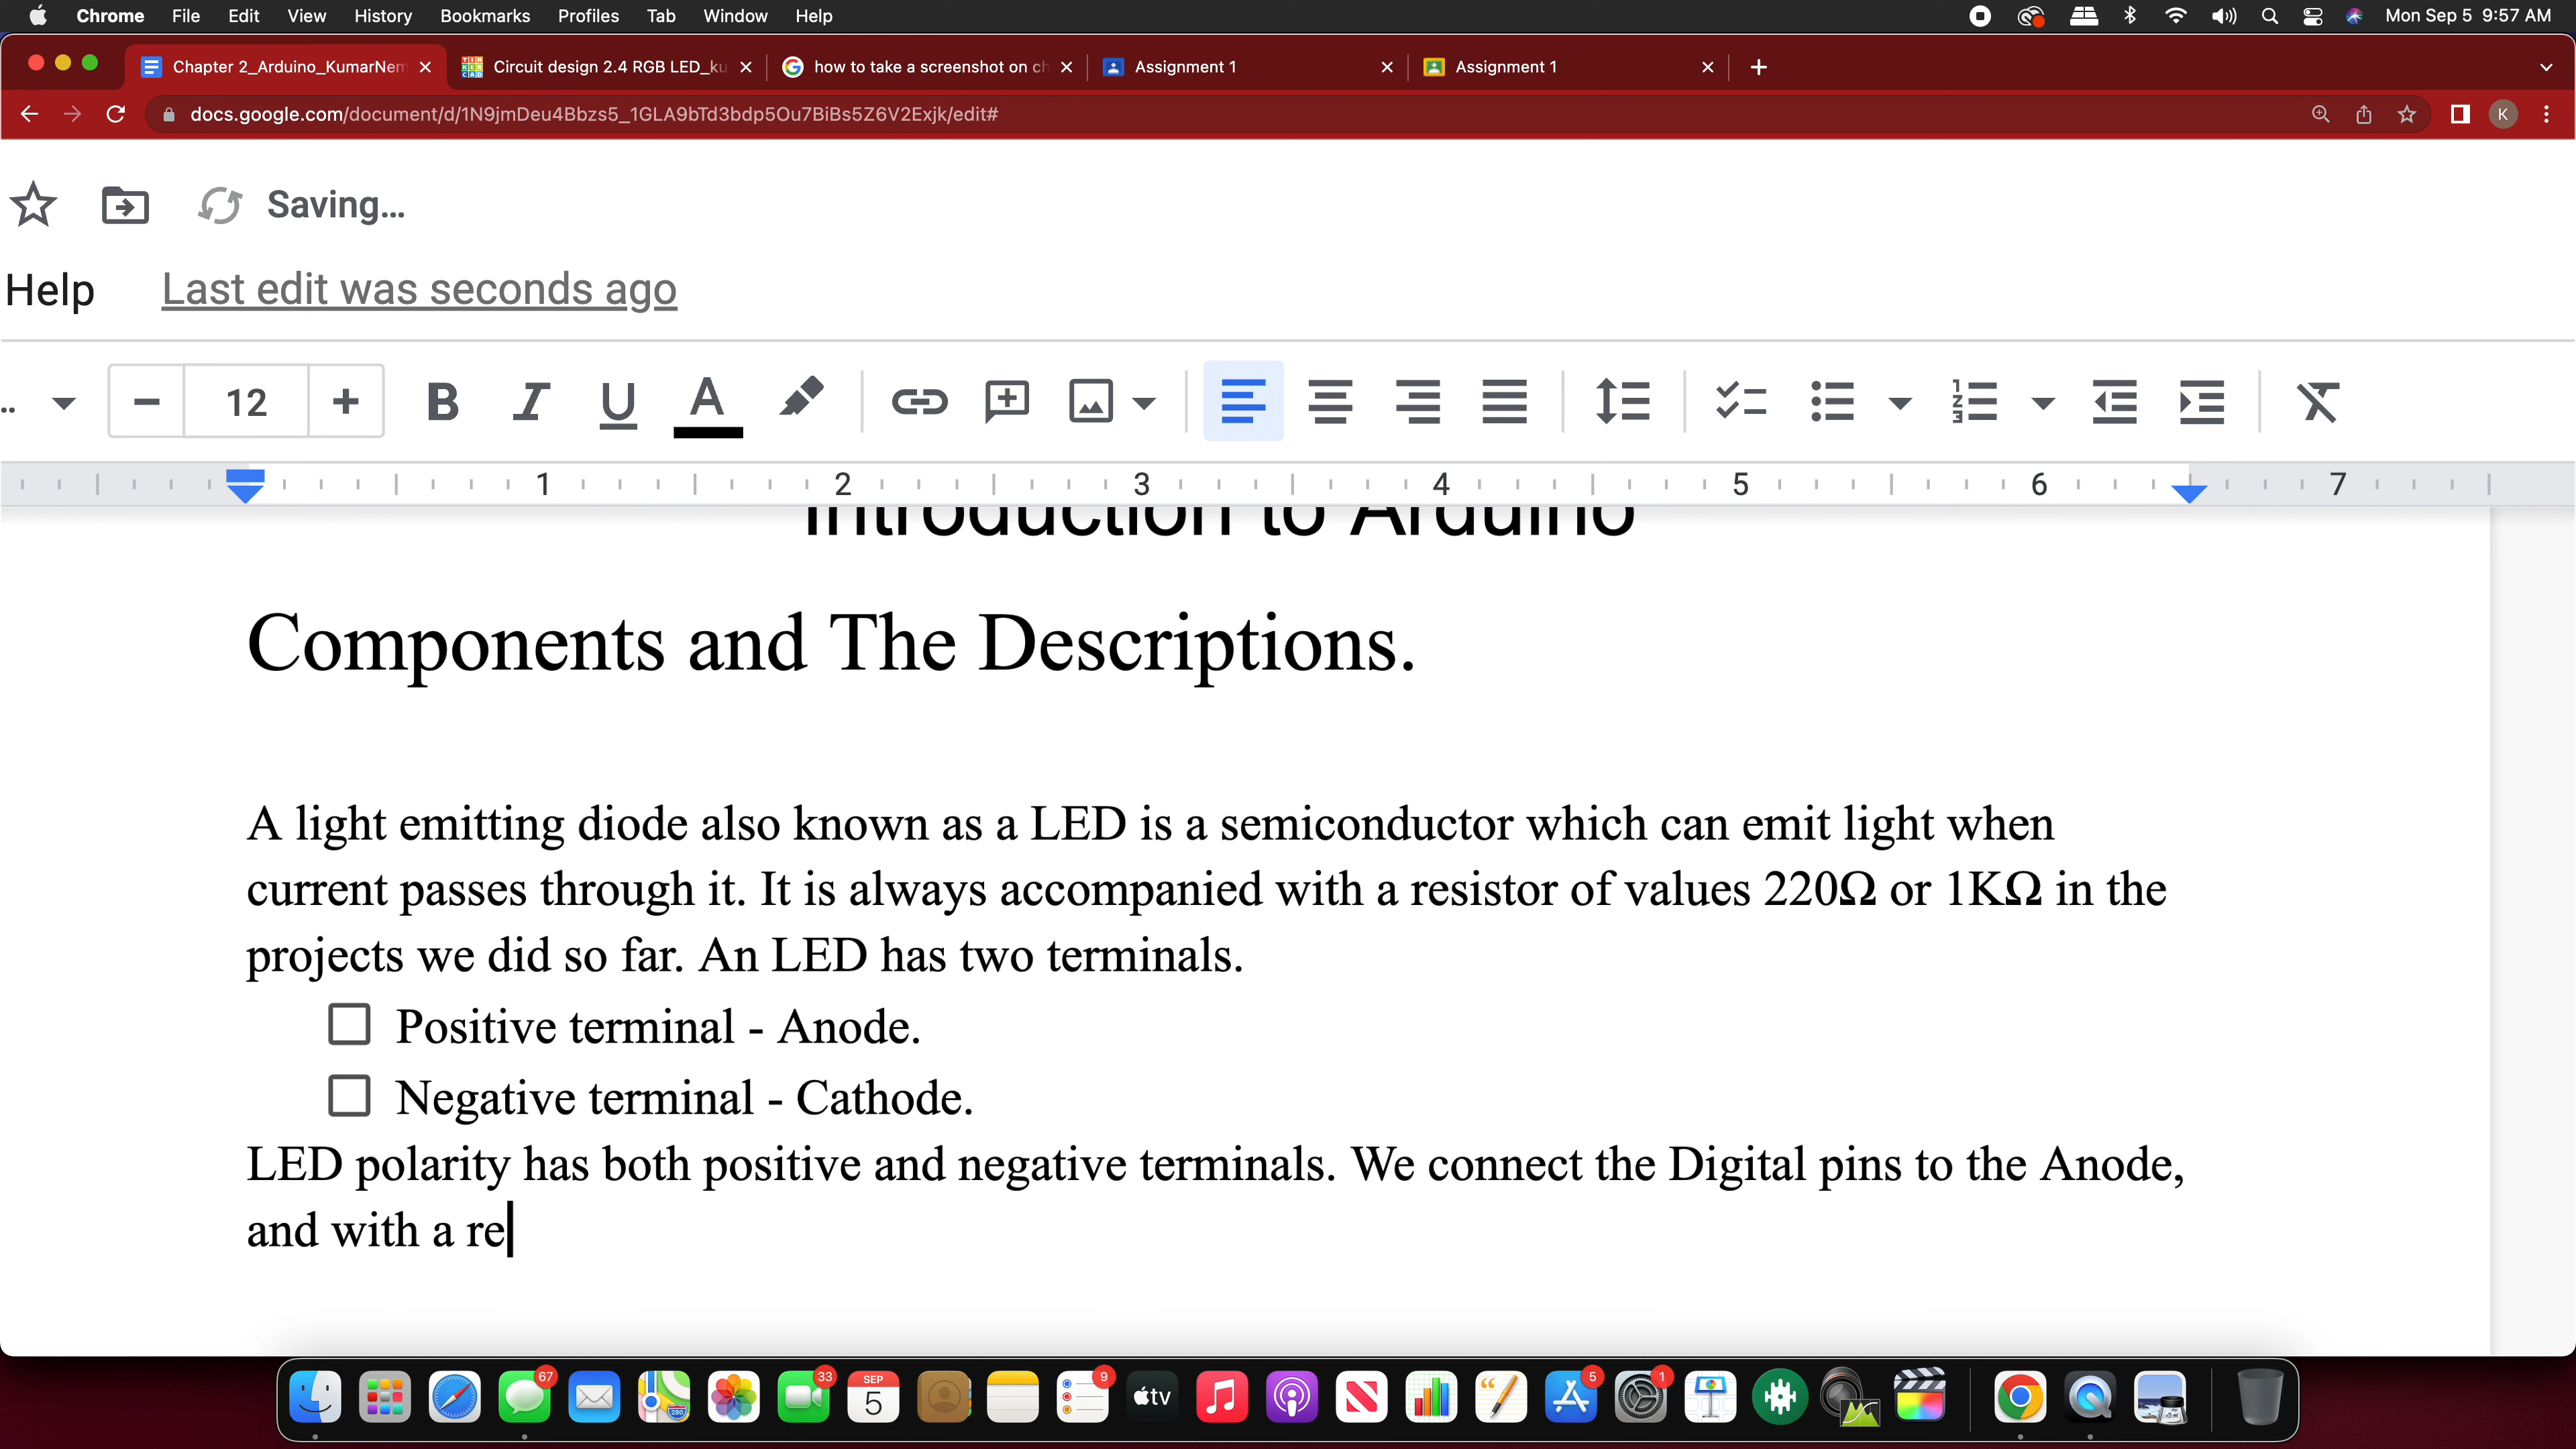 Chrome File Edit View History Bookmarks Profiles Tab Window Help Mon Sep 5 9:57 AM
Chapter 2_Arduino_KumarNem Circuit design 2.4 RGB LED_ku how to take a screenshot on ch Assignment 1 Assignment 1
docs.google.com/document/d/1N9jmDeu4Bbzs5_1GLA9bTd3bdp5Ou7BiBs5Z6V2Exjk/edit# K
Saving...
Help Last edit was seconds ago
12 B I U A
1 2 3 4 5 6 7
Introduction to Arduino
Components and The Descriptions.
A light emitting diode also known as a LED is a semiconductor which can emit light when
current passes through it. It is always accompanied with a resistor of values 220Ω or 1KΩ in the
projects we did so far. An LED has two terminals.
Positive terminal - Anode.
Negative terminal - Cathode.
LED polarity has both positive and negative terminals. We connect the Digital pins to the Anode,
and with a re
67 33 SEP 5 9 tv 5 1